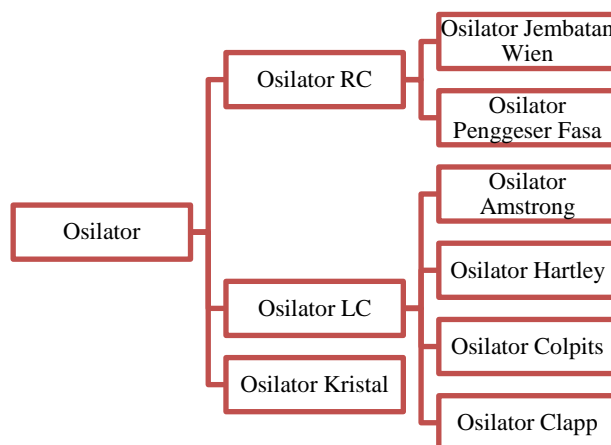 Osilator
Osilator RC
Osilator Jembatan
Wien
Osilator
Penggeser Fasa
Osilator LC
Osilator
Amstrong
Osilator Hartley
Osilator Colpits
Osilator Clapp
Osilator Kristal